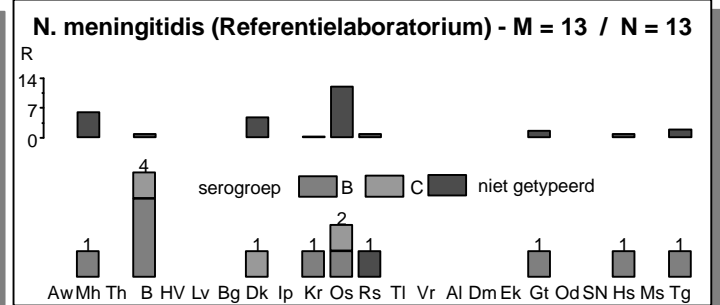 N. meningitidis (Referentielaboratorium) - M = 13 / N = 13
R
14
7
0
4
serogroep B C niet getypeerd
2
1 1 1 1 1 1 1
Aw Mh Th B HV Lv Bg Dk Ip Kr Os Rs Tl Vr Al Dm Ek Gt Od SN Hs Ms Tg